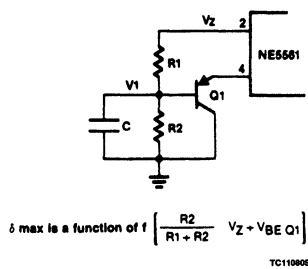 VZ 2
NE5561
R1
V1 4
Q1
C R2
δ max is a function of f [ R2 / R1 + R2 VZ + VBE Q1 ]
TC11080S